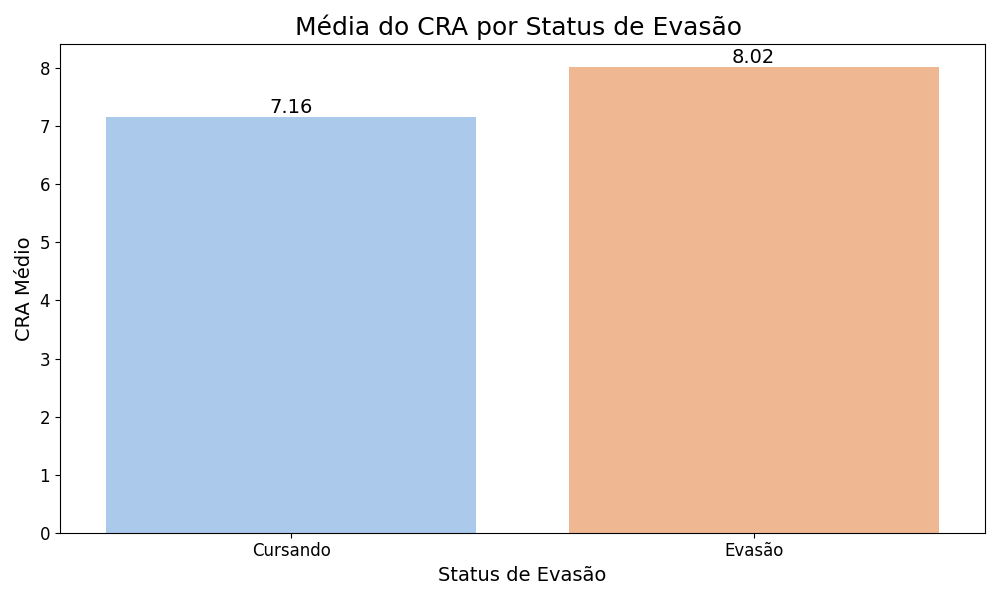 Média do CRA por Status de Evasão
CRA Médio
8
7
6
5
4
3
2
1
0
7.16
8.02
Cursando
Evasão
Status de Evasão